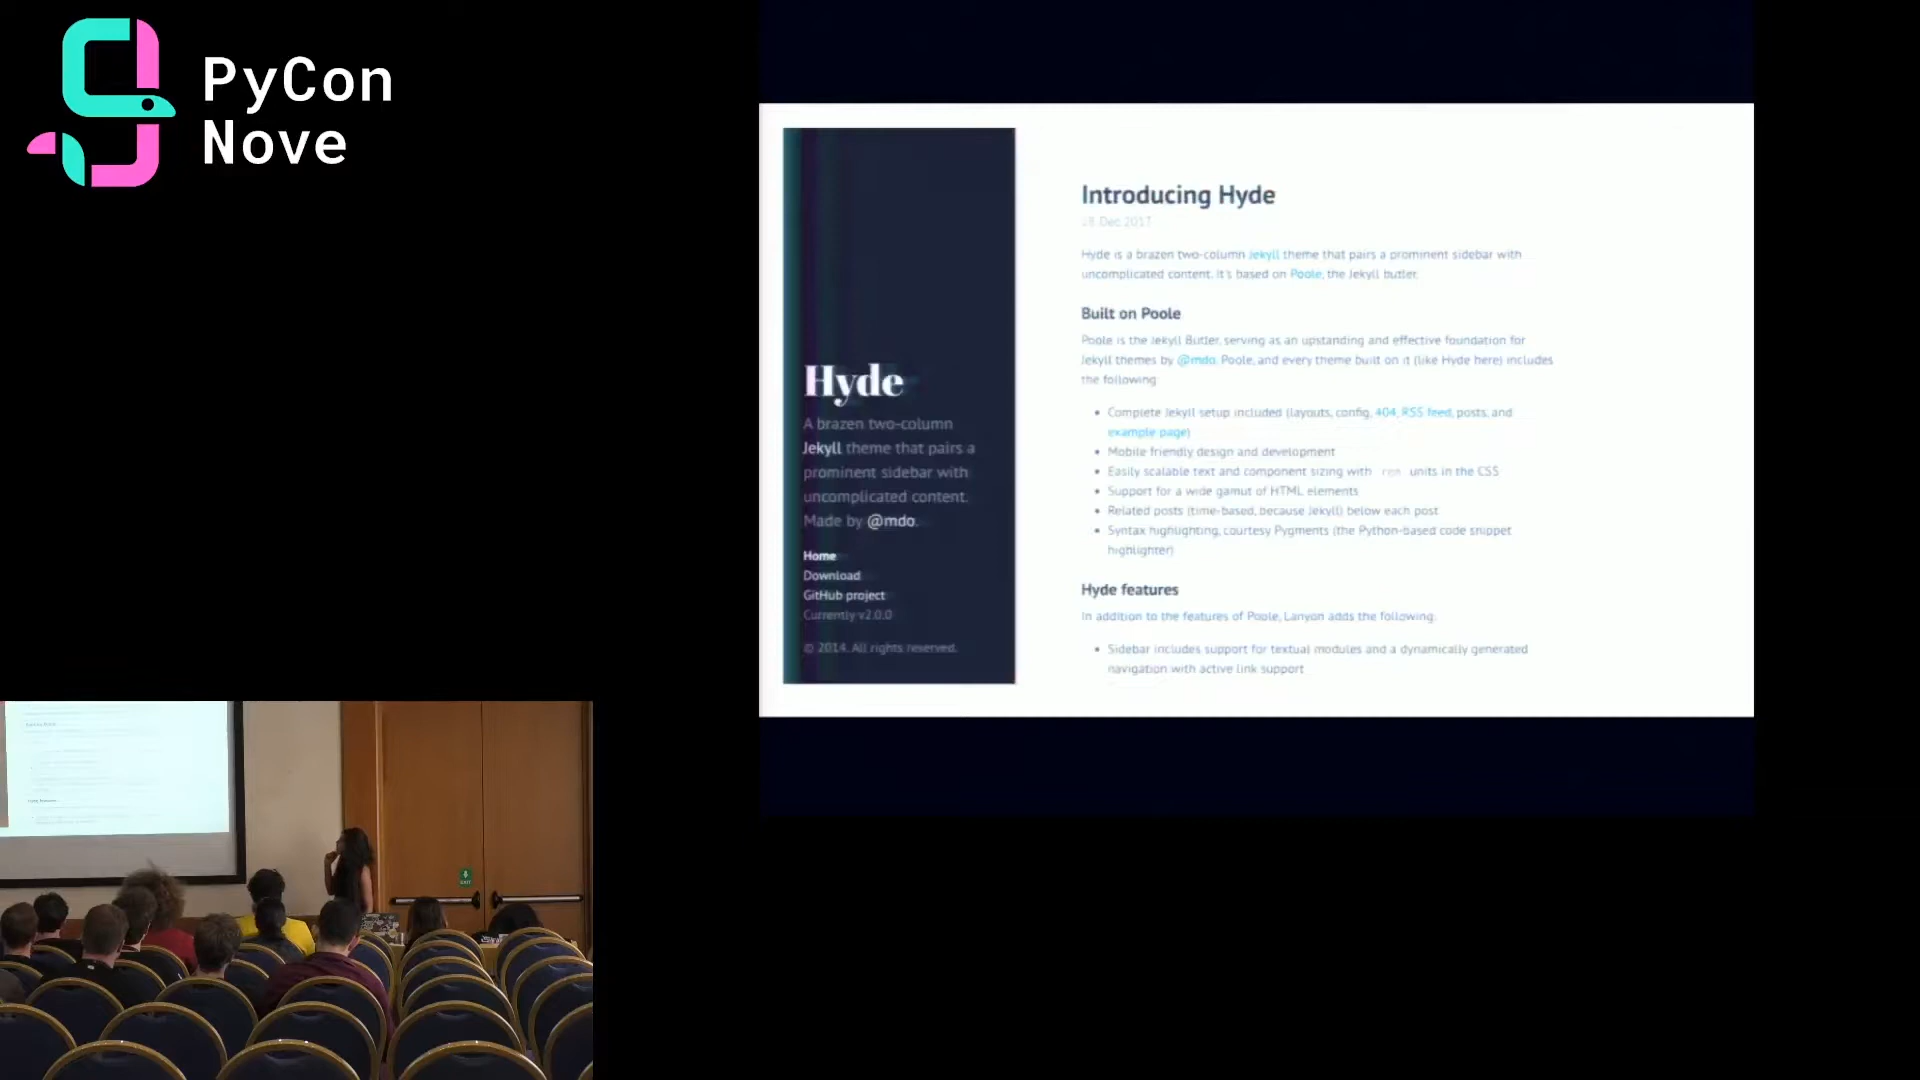 PyCon
Nove
Hyde
A brazen two-column
Jekyll theme that pairs a
prominent sidebar with
uncomplicated content.
Made by @mdo.
Home
Download
GitHub project
Currently v2.0.0
© 2014. All rights reserved.
Introducing Hyde
18 Dec 2017
Hyde is a brazen two-column Jekyll theme that pairs a prominent sidebar with
uncomplicated content. It's based on Poole, the Jekyll butler.
Built on Poole
Poole is the Jekyll Butler, serving as an upstanding and effective foundation for
Jekyll themes by @mdo. Poole, and every theme built on it (like Hyde here) includes
the following
Complete Jekyll setup included (layouts, config, 404, RSS feed, posts, and
example page)
Mobile friendly design and development
Easily scalable text and component sizing with rem units in the CSS
Support for a wide gamut of HTML elements
Related posts (time-based, because Jekyll) below each post
Syntax highlighting, courtesy Pygments (the Python-based code snippet
highlighter)
Hyde features
In addition to the features of Poole, Lanyon adds the following:
Sidebar includes support for textual modules and a dynamically generated
navigation with active link support
EXIT